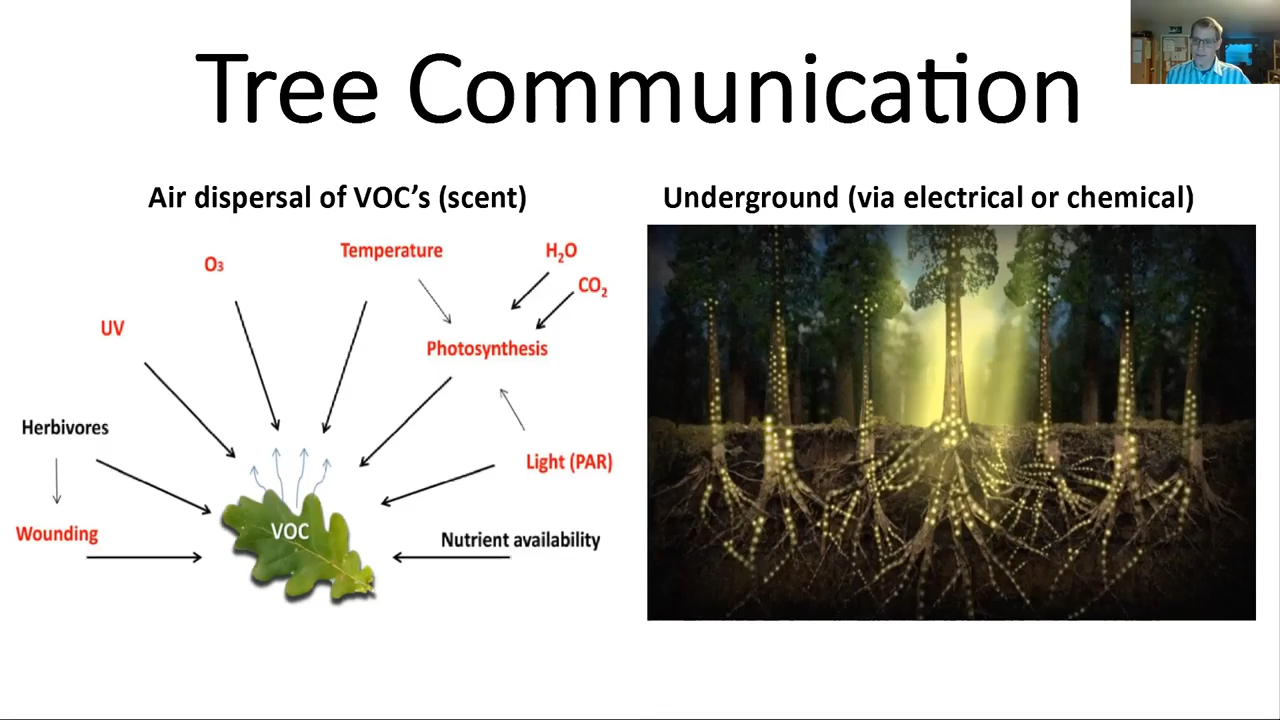 Tree Communication
Air dispersal of VOC’s (scent)
O₃
Temperature
H₂O
CO₂
UV
Photosynthesis
Herbivores
Light (PAR)
Wounding
VOC
Nutrient availability
Underground (via electrical or chemical)